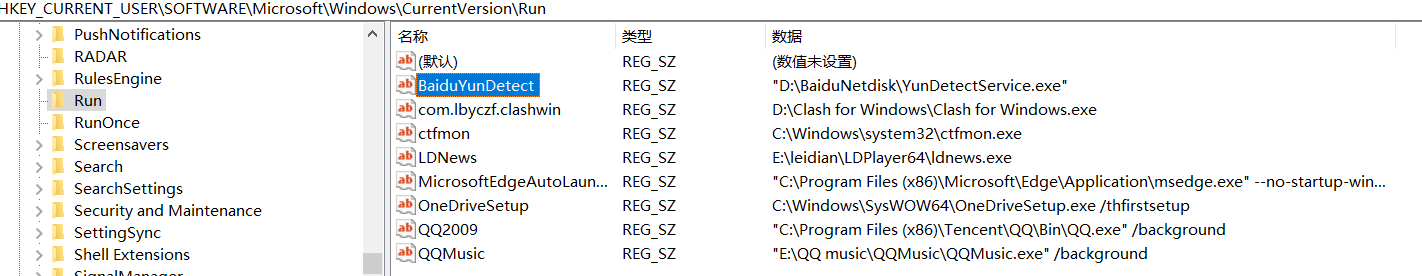 HKEY_CURRENT_USER\SOFTWARE\Microsoft\Windows\CurrentVersion\Run
PushNotifications
RADAR
RulesEngine
Run
RunOnce
Screensavers
Search
SearchSettings
Security and Maintenance
SettingSync
Shell Extensions
SignalManager
名称 类型 数据
(默认) REG_SZ (数值未设置)
BaiduYunDetect REG_SZ "D:\BaiduNetdisk\YunDetectService.exe"
com.lbyczf.clashwin REG_SZ D:\Clash for Windows\Clash for Windows.exe
ctfmon REG_SZ C:\Windows\system32\ctfmon.exe
LDNews REG_SZ E:\leidian\LDPlayer64\ldnews.exe
MicrosoftEdgeAutoLaun... REG_SZ "C:\Program Files (x86)\Microsoft\Edge\Application\msedge.exe" --no-startup-win...
OneDriveSetup REG_SZ C:\Windows\SysWOW64\OneDriveSetup.exe /thfirstsetup
QQ2009 REG_SZ "C:\Program Files (x86)\Tencent\QQ\Bin\QQ.exe" /background
QQMusic REG_SZ "E:\QQ music\QQMusic\QQMusic.exe" /background